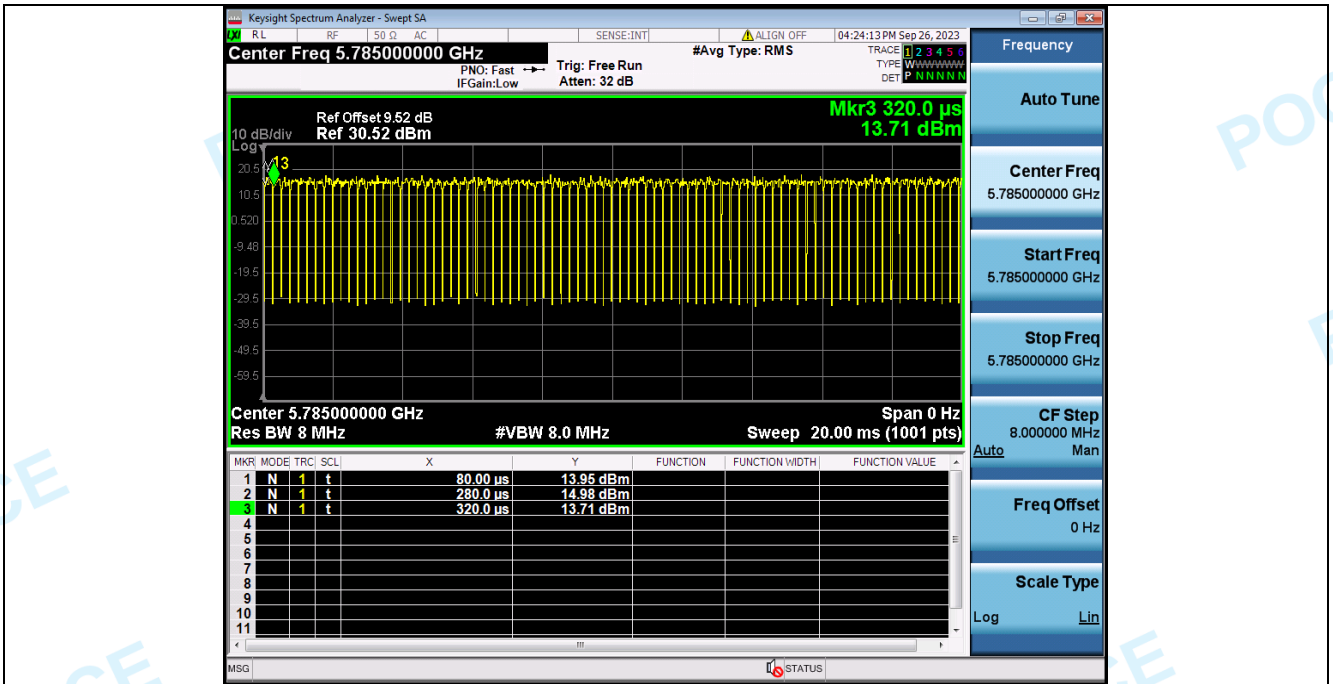 Keysight Spectrum Analyzer - Swept SA
LXI RL RF 50 Ω AC SENSE:INT ALIGN OFF 04:24:13 PM Sep 26, 2023
Center Freq 5.785000000 GHz #Avg Type: RMS TRACE 1 2 3 4 5 6
PNO: Fast Trig: Free Run TYPE WWWWWW
IFGain:Low Atten: 32 dB DET P N N N N N
Frequency
Auto Tune
Center Freq
5.785000000 GHz
Start Freq
5.785000000 GHz
Stop Freq
5.785000000 GHz
CF Step
8.000000 MHz
Auto Man
Freq Offset
0 Hz
Scale Type
Log Lin
Mkr3 320.0 µs
13.71 dBm
Ref Offset 9.52 dB
10 dB/div Ref 30.52 dBm
Log
13
20.5
10.5
0.520
-9.48
-19.5
-29.5
-39.5
-49.5
-59.5
Center 5.785000000 GHz Span 0 Hz
Res BW 8 MHz #VBW 8.0 MHz Sweep 20.00 ms (1001 pts)
MKR MODE TRC SCL X Y FUNCTION FUNCTION WIDTH FUNCTION VALUE
1 N 1 t 80.00 µs 13.95 dBm
2 N 1 t 280.0 µs 14.98 dBm
3 N 1 t 320.0 µs 13.71 dBm
4
5
6
7
8
9
10
11
MSG STATUS